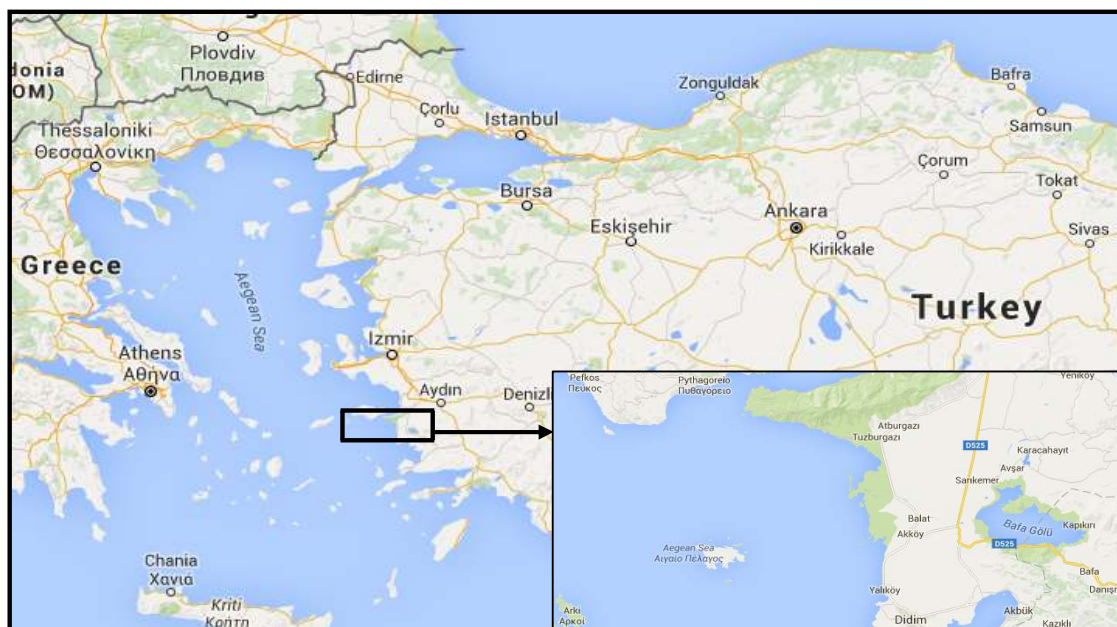 Plovdiv
Пловдив
donia
OM)
Edirne
Çorlu
Istanbul
Zonguldak
Bafra
Samsun
Thessaloniki
Θεσσαλονίκη
Çorum
Tokat
Bursa
Ankara
Eskişehir
Kirikkale
Sivas
Greece
Aegean Sea
Turkey
Izmir
Athens
Αθήνα
Aydın
Denizl
Chania
Χανιά
Kriti
Κρήτη
Pefkos
Πεύκος
Pythagoreio
Πυθαγόρειο
Yeniköy
Atburgazı
Tuzburgazı
D525
Karacahayıt
Avşar
Sarıkemer
Balat
Akköy
Bafa Gölü
Kapıkırı
D525
Aegean Sea
Αιγαίο Πέλαγος
Bafa
Danışm
Yalıköy
Arki
Αρκοί
Didim
Akbük
Kazıklı